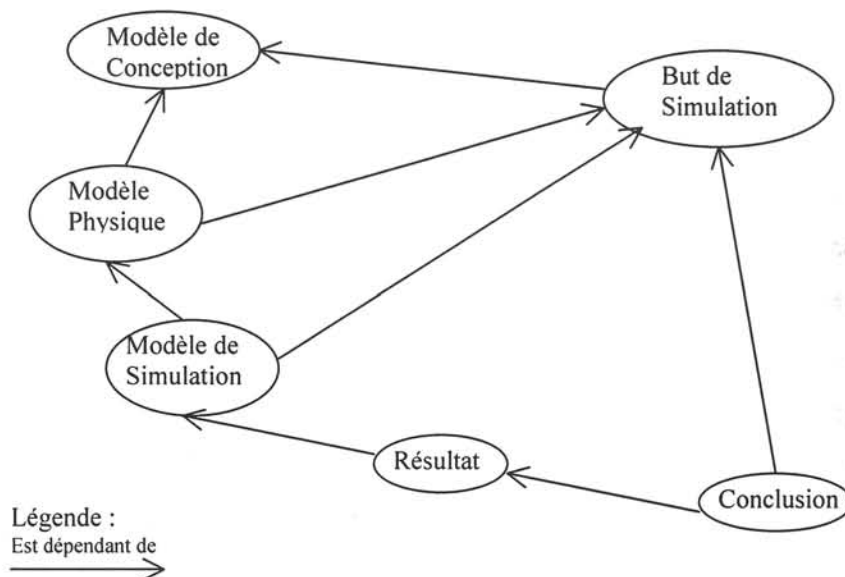 Modèle de
Conception
But de
Simulation
Modèle
Physique
Modèle de
Simulation
Résultat
Conclusion
Légende :
Est dépendant de